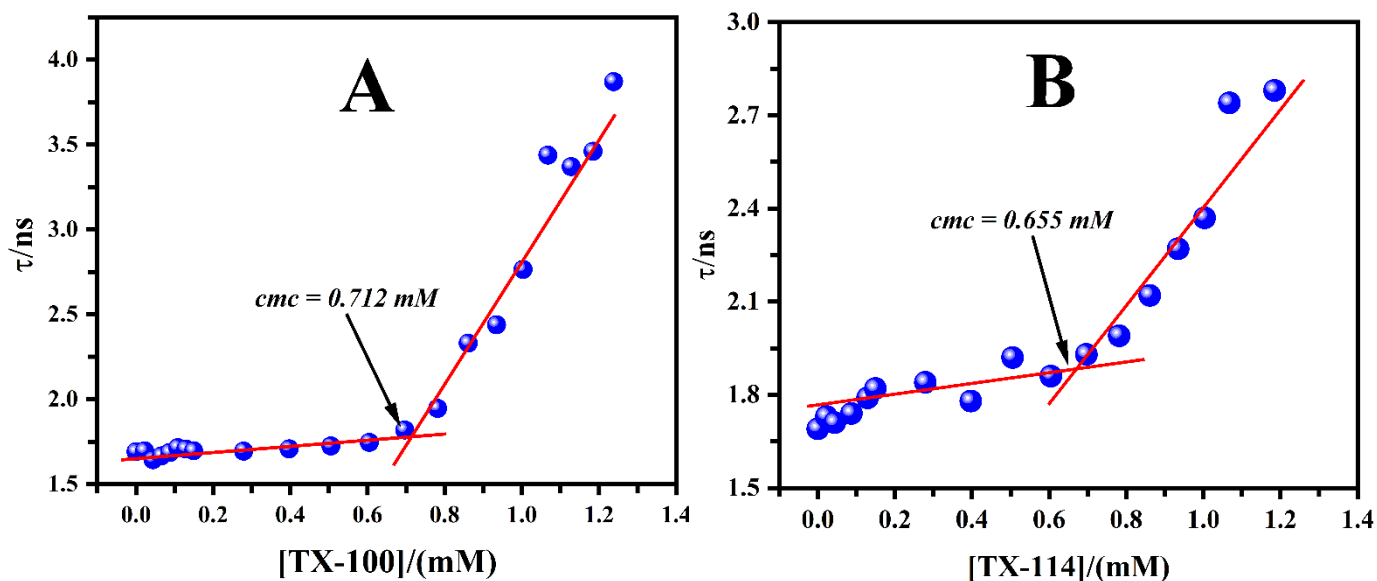 A
τ/ns
4.0
3.5
3.0
2.5
2.0
1.5
cmc = 0.712 mM
0.0 0.2 0.4 0.6 0.8 1.0 1.2
[TX-100]/(mM)
B
τ/ns
3.0
2.7
2.4
2.1
1.8
1.5
cmc = 0.655 mM
0.0 0.2 0.4 0.6 0.8 1.0 1.2 1.4
[TX-114]/(mM)